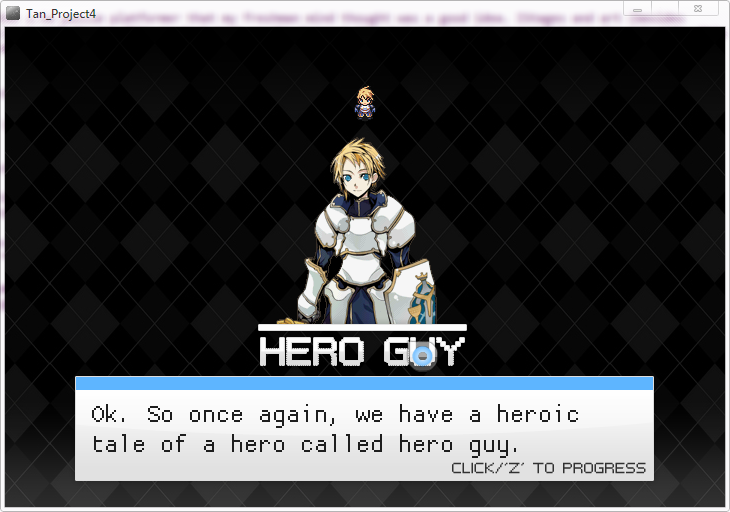 Tan_Project4
HERO GUY
Ok. So once again, we have a heroic
tale of a hero called hero guy.
CLICK/'Z' TO PROGRESS